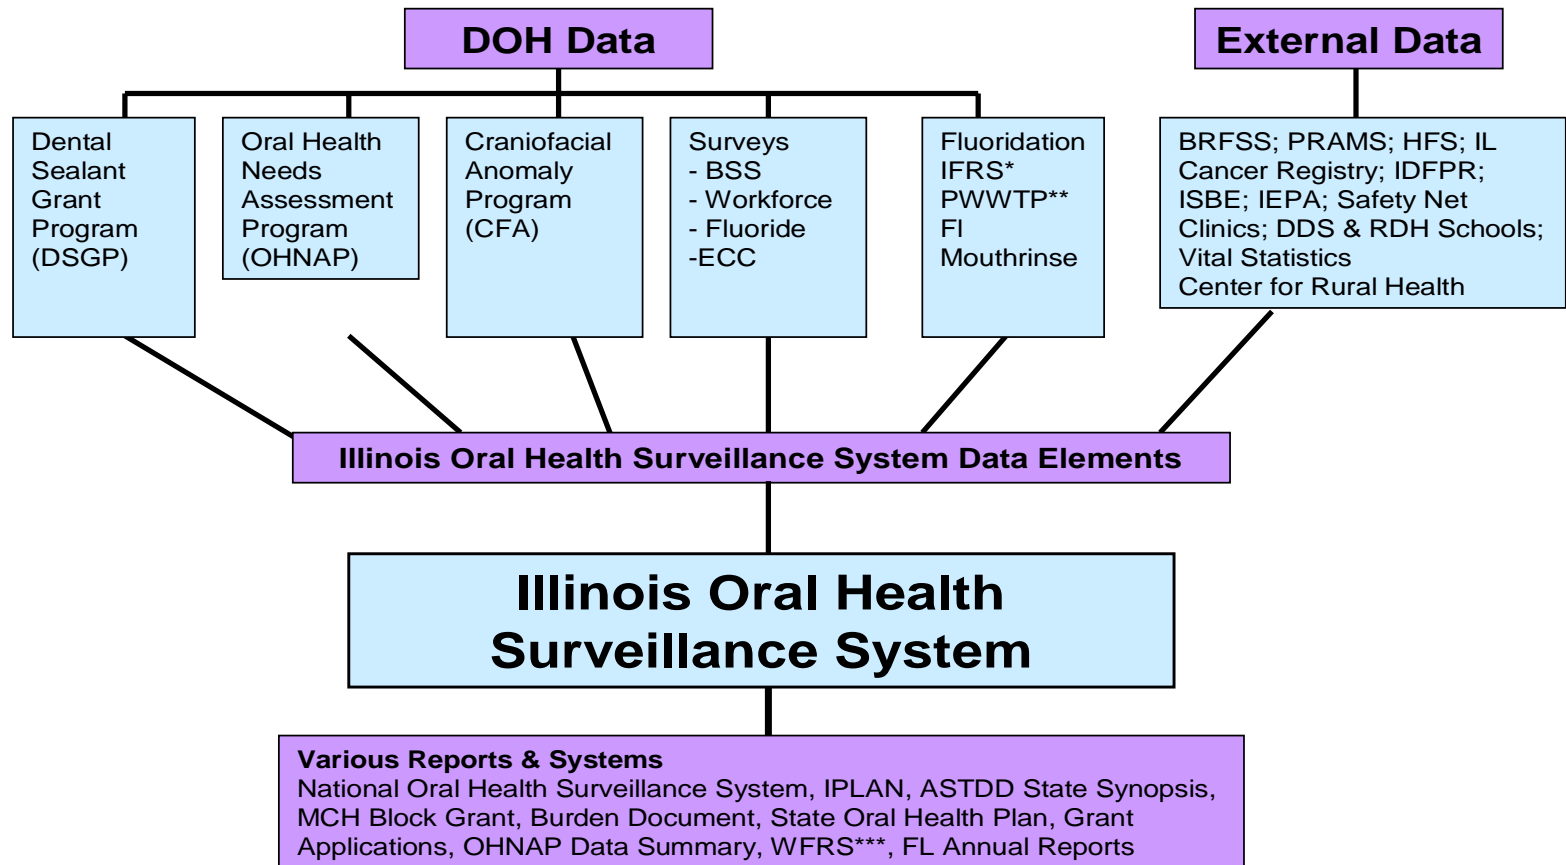 DOH Data
External Data
Dental
Sealant
Grant
Program
(DSGP)
Oral Health
Needs
Assessment
Program
(OHNAP)
Craniofacial
Anomaly
Program
(CFA)
Surveys
- BSS
- Workforce
- Fluoride
-ECC
Fluoridation
IFRS*
PWWTP**
Fl
Mouthrinse
BRFSS; PRAMS; HFS; IL
Cancer Registry; IDFPR;
ISBE; IEPA; Safety Net
Clinics; DDS & RDH Schools;
Vital Statistics
Center for Rural Health
Illinois Oral Health Surveillance System Data Elements
Illinois Oral Health
Surveillance System
Various Reports & Systems
National Oral Health Surveillance System, IPLAN, ASTDD State Synopsis,
MCH Block Grant, Burden Document, State Oral Health Plan, Grant
Applications, OHNAP Data Summary, WFRS***, FL Annual Reports